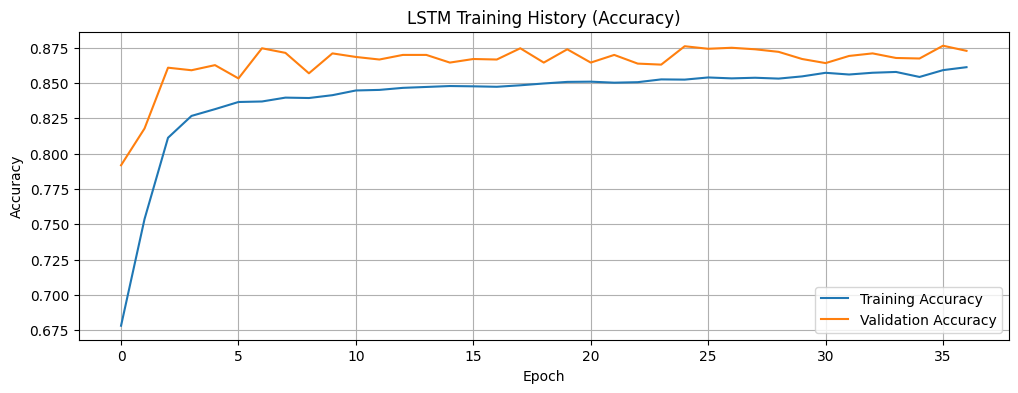 LSTM Training History (Accuracy)
Accuracy
0.875
0.850
0.825
0.800
0.775
0.750
0.725
0.700
0.675
0 5 10 15 20 25 30 35
Epoch
Training Accuracy
Validation Accuracy